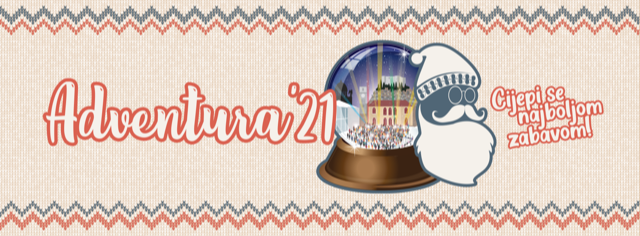 Adventura'21
Cijepi se
najboljom
zabavom!